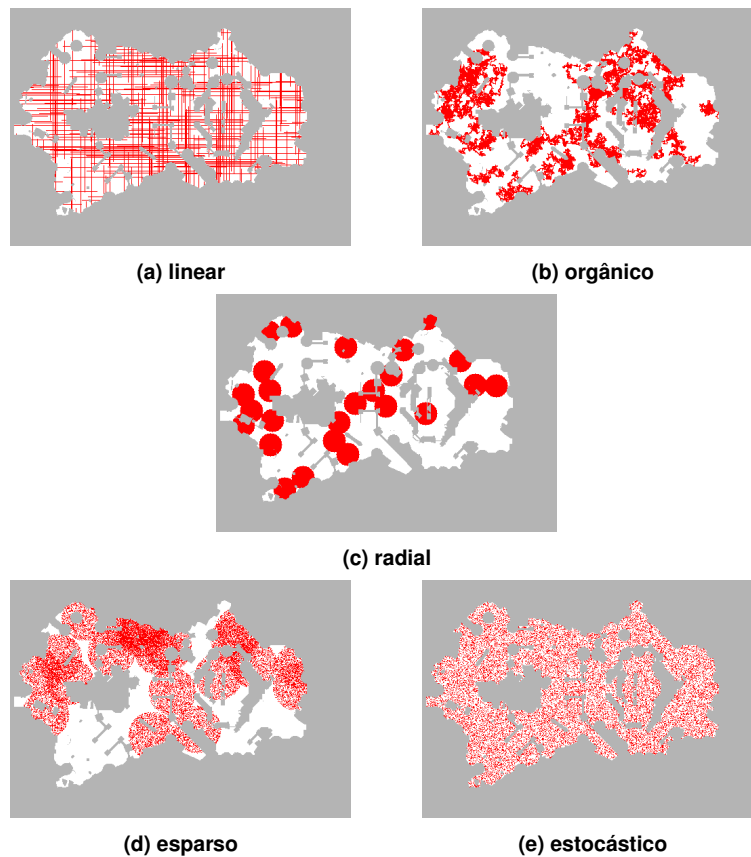 (a) linear
(b) orgânico
(c) radial
(d) esparso
(e) estocástico